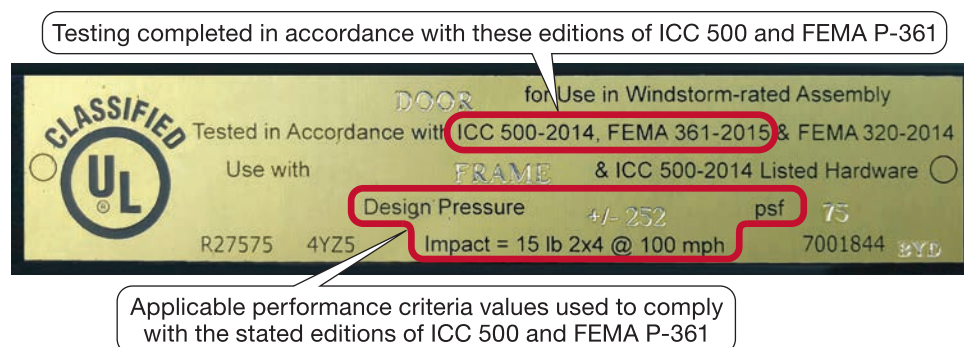 Testing completed in accordance with these editions of ICC 500 and FEMA P-361
DOOR for Use in Windstorm-rated Assembly
CLASSIFIED
Tested in Accordance with ICC 500-2014, FEMA 361-2015 & FEMA 320-2014
UL
®
Use with FRAME & ICC 500-2014 Listed Hardware
Design Pressure +/- 252 psf 75
R27575 4YZ5 Impact = 15 lb 2x4 @ 100 mph 7001844 BYD
Applicable performance criteria values used to comply
with the stated editions of ICC 500 and FEMA P-361